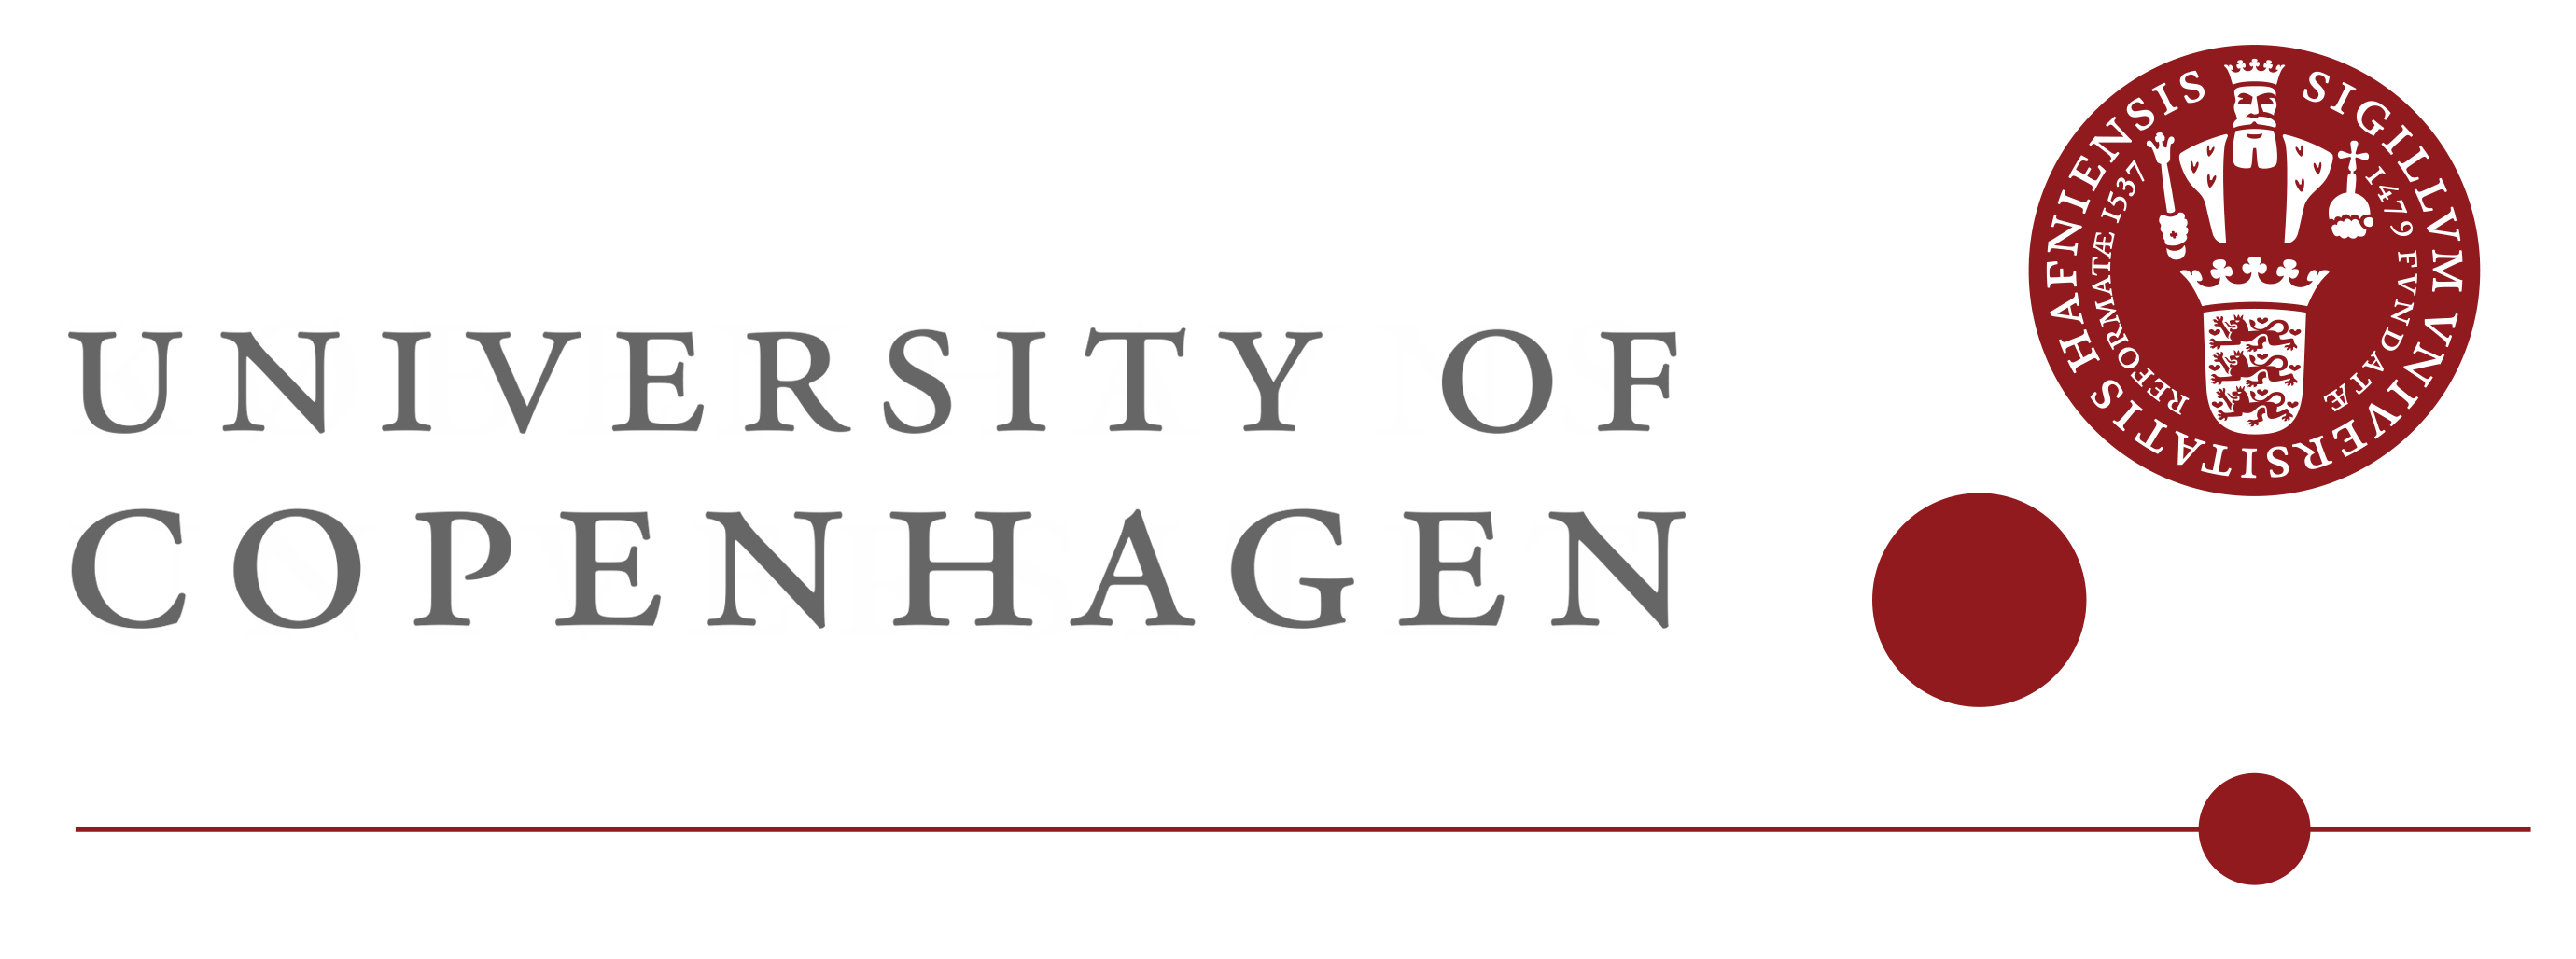 UNIVERSITY OF
COPENHAGEN
SIGILLVM VNIVERSITATIS HAFNIENSIS
1479 FVNDATÆ
REFORMATÆ 1537